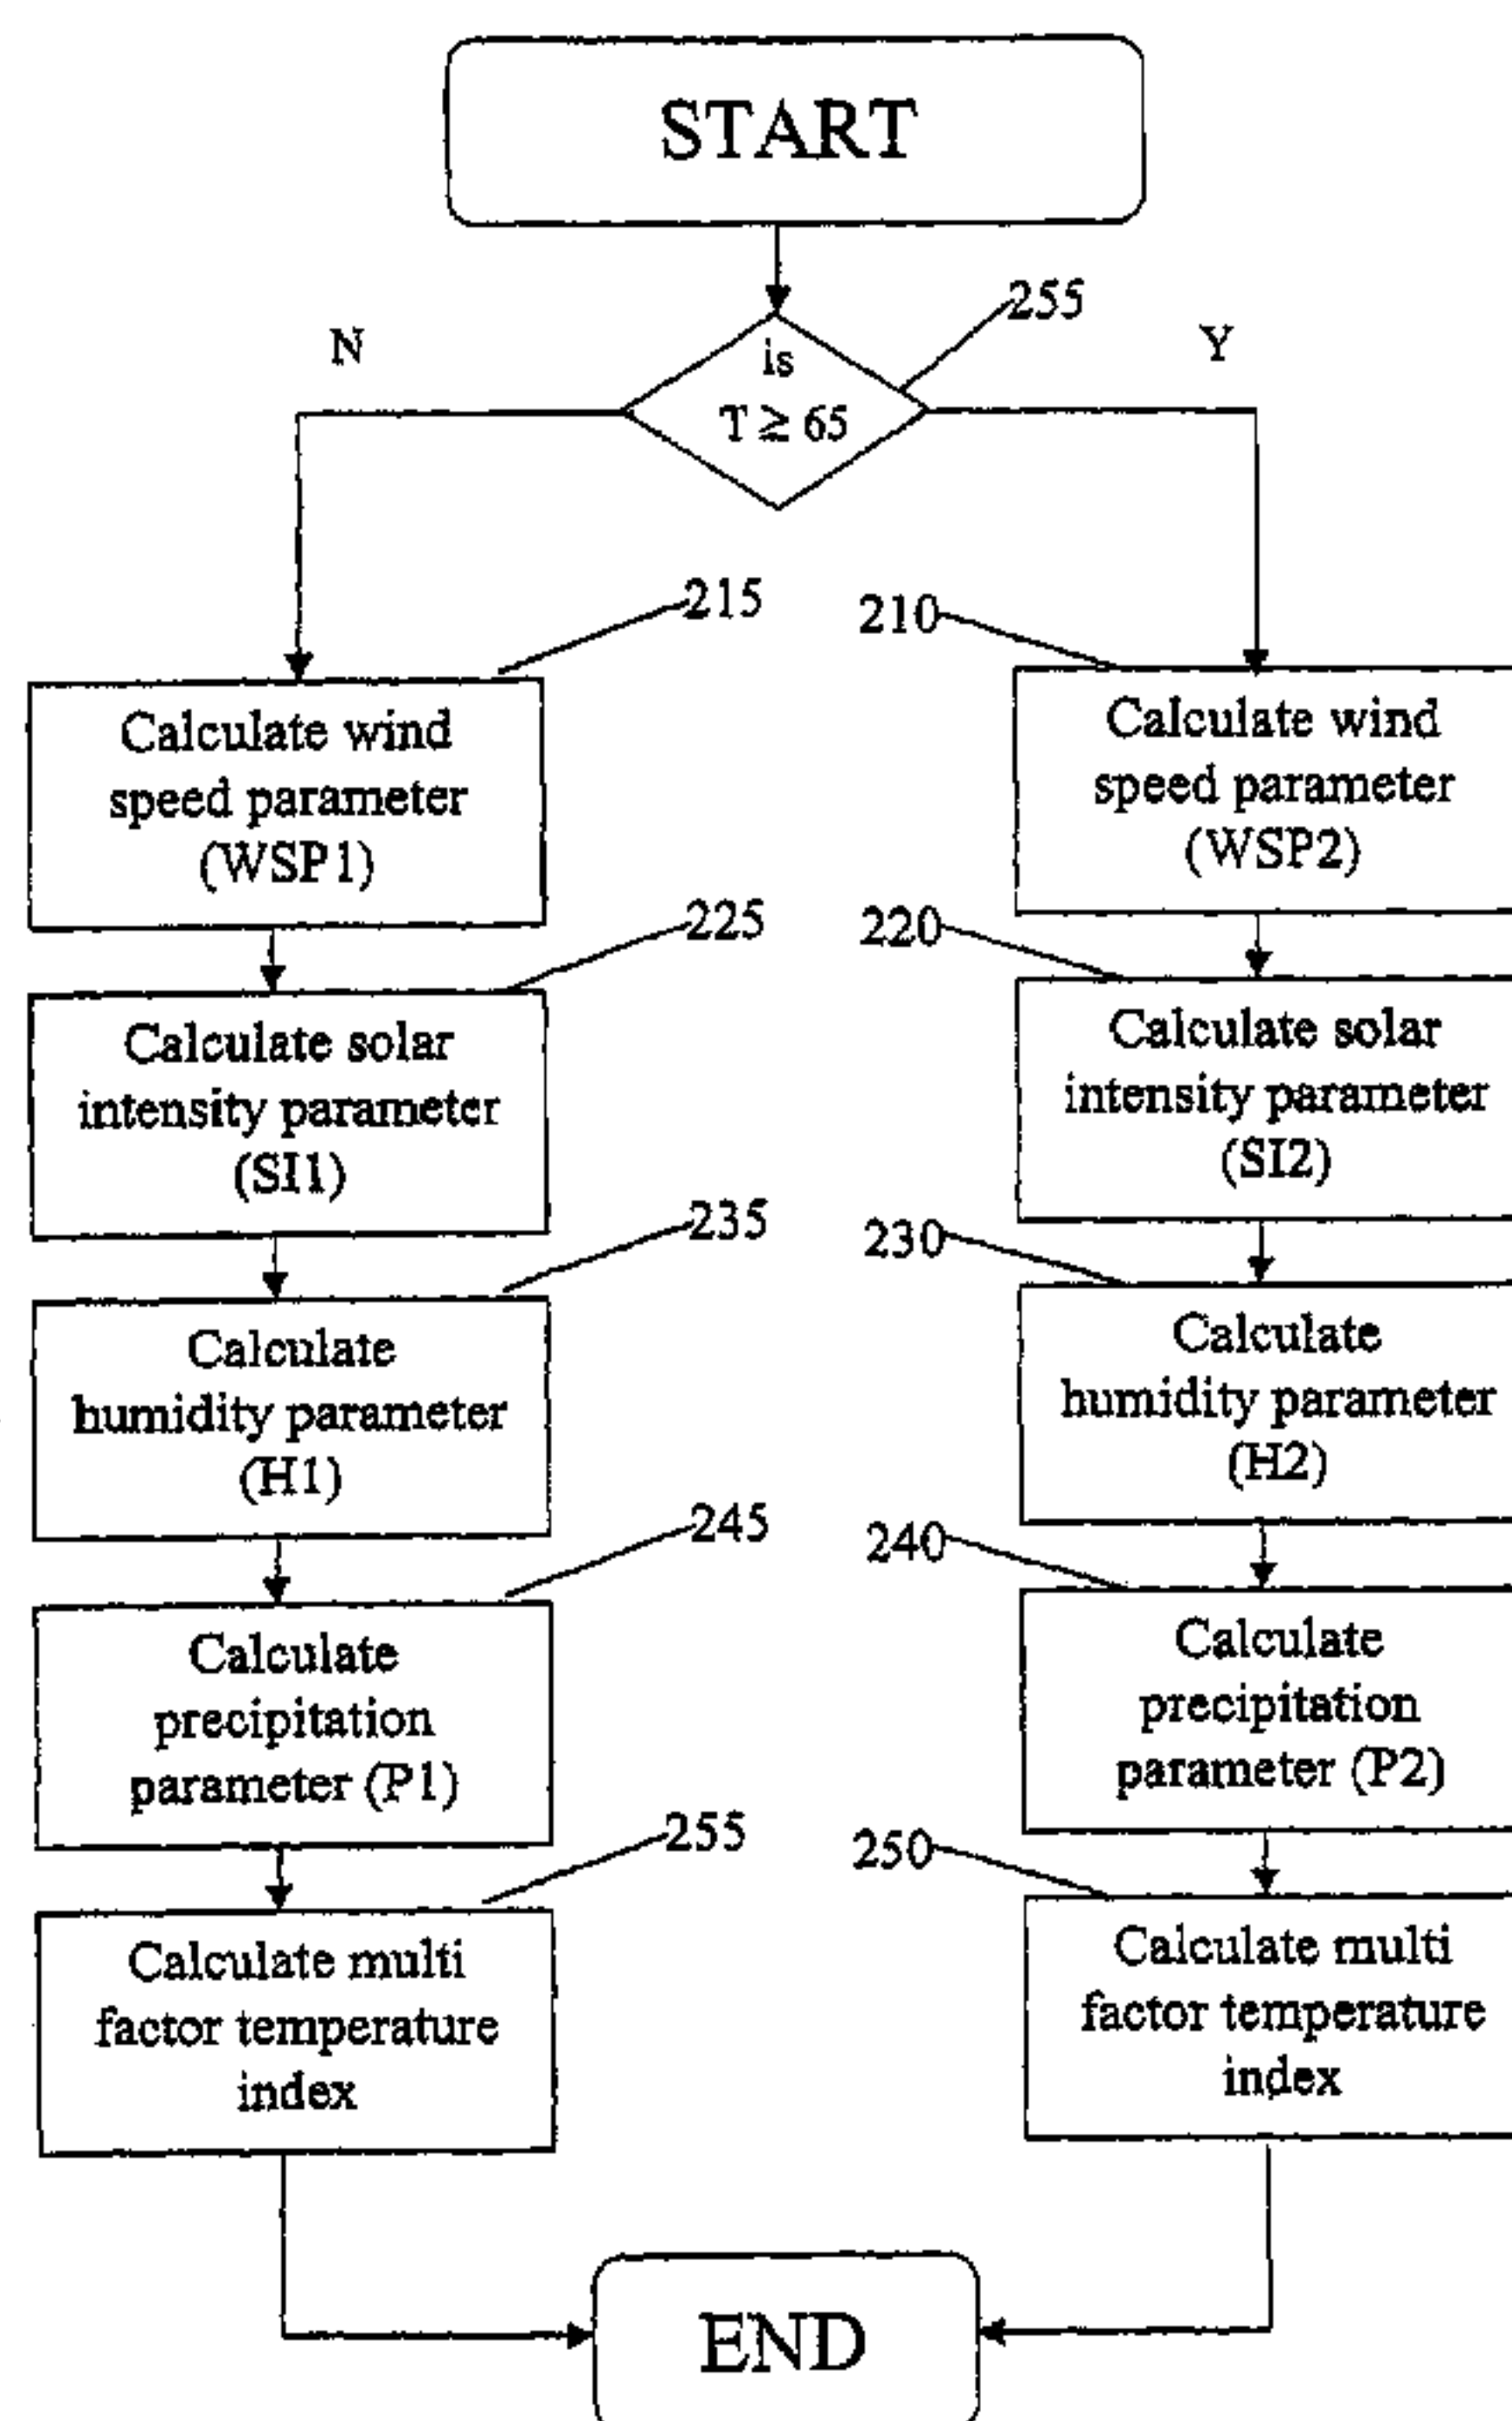 START
255
N
Y
is
T ≧ 65
215
210
Calculate wind
speed parameter
(WSP1)
Calculate wind
speed parameter
(WSP2)
225
220
Calculate solar
intensity parameter
(SI1)
Calculate solar
intensity parameter
(SI2)
235
230
Calculate
humidity parameter
(H1)
Calculate
humidity parameter
(H2)
245
240
Calculate
precipitation
parameter (P1)
Calculate
precipitation
parameter (P2)
255
250
Calculate multi
factor temperature
index
Calculate multi
factor temperature
index
END